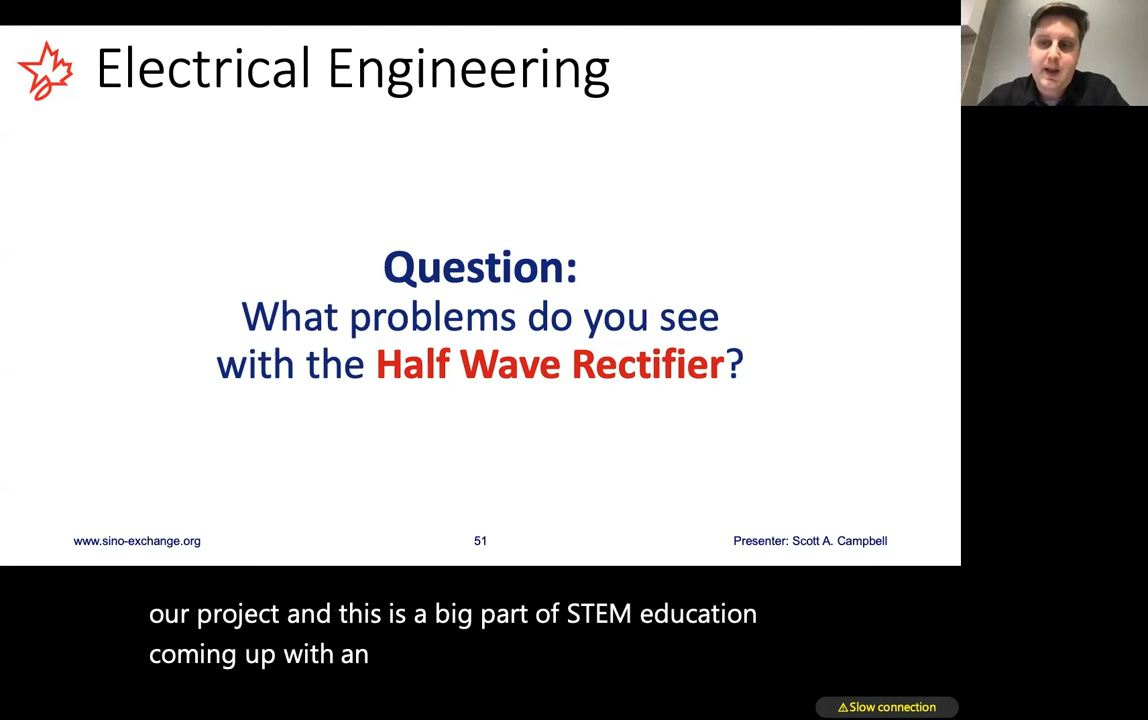 Electrical Engineering
Question:
What problems do you see
with the Half Wave Rectifier?
www.sino-exchange.org
51
Presenter: Scott A. Campbell
our project and this is a big part of STEM education
coming up with an
⚠Slow connection